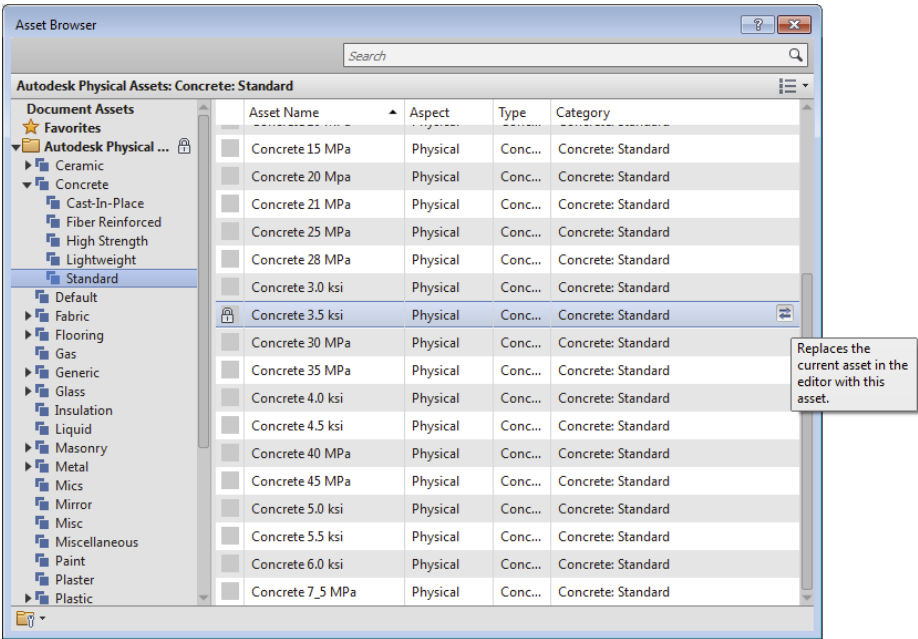 Asset Browser
Search
Autodesk Physical Assets: Concrete: Standard
Document Assets
Favorites
Autodesk Physical ...
Ceramic
Concrete
Cast-In-Place
Fiber Reinforced
High Strength
Lightweight
Standard
Default
Fabric
Flooring
Gas
Generic
Glass
Insulation
Liquid
Masonry
Metal
Mics
Mirror
Misc
Miscellaneous
Paint
Plaster
Plastic
Asset Name Aspect Type Category
Concrete 15 MPa Physical Conc... Concrete: Standard
Concrete 20 Mpa Physical Conc... Concrete: Standard
Concrete 21 MPa Physical Conc... Concrete: Standard
Concrete 25 MPa Physical Conc... Concrete: Standard
Concrete 28 MPa Physical Conc... Concrete: Standard
Concrete 3.0 ksi Physical Conc... Concrete: Standard
Concrete 3.5 ksi Physical Conc... Concrete: Standard
Concrete 30 MPa Physical Conc... Concrete: Standard
Concrete 35 MPa Physical Conc... Concrete: Standard
Concrete 4.0 ksi Physical Conc... Concrete: Standard
Concrete 4.5 ksi Physical Conc... Concrete: Standard
Concrete 40 MPa Physical Conc... Concrete: Standard
Concrete 45 MPa Physical Conc... Concrete: Standard
Concrete 5.0 ksi Physical Conc... Concrete: Standard
Concrete 5.5 ksi Physical Conc... Concrete: Standard
Concrete 6.0 ksi Physical Conc... Concrete: Standard
Concrete 7_5 MPa Physical Conc... Concrete: Standard
Replaces the
current asset in the
editor with this
asset.